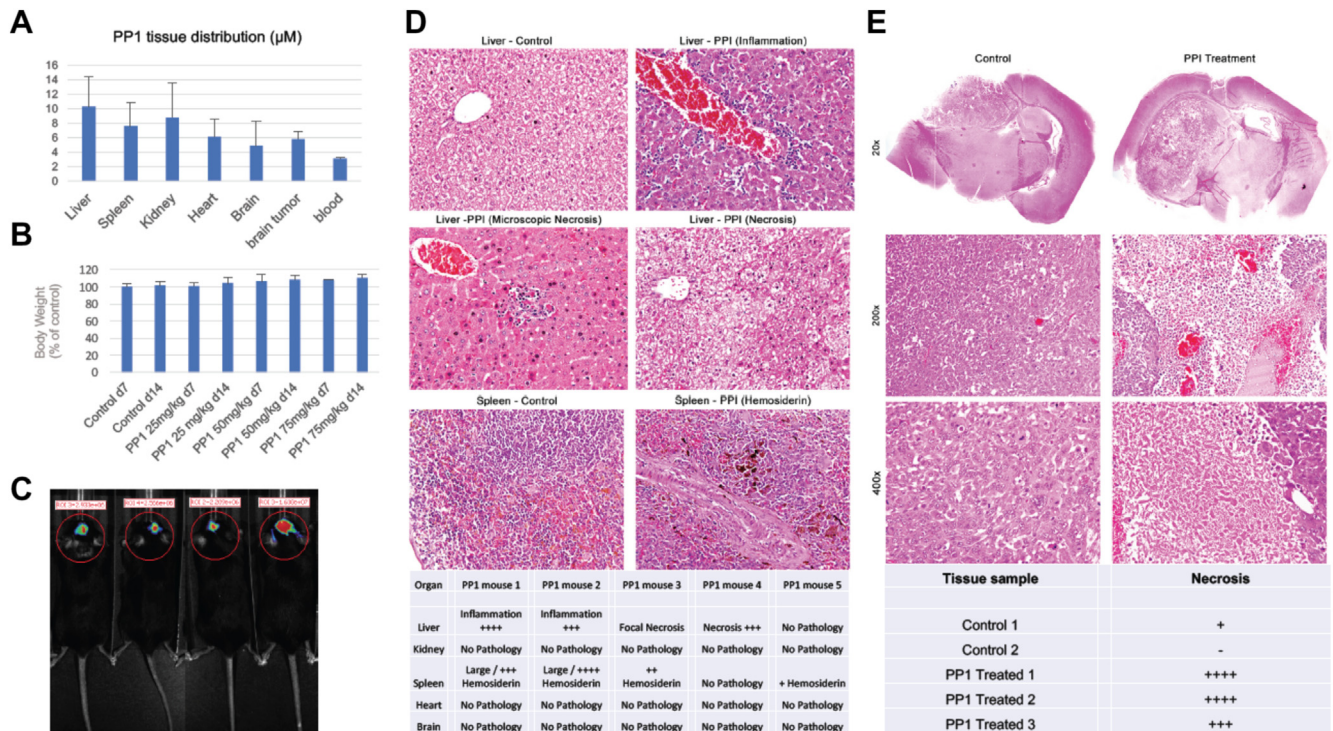 A
PP1 tissue distribution (µM)
16
14
12
10
8
6
4
2
0
Liver
Spleen
Kidney
Heart
Brain
brain tumor
blood
B
Body Weight
(% of control)
120
100
80
60
40
20
0
Control d7
Control d14
PP1 25mg/kg d7
PP1 25 mg/kg d14
PP1 50mg/kg d7
PP1 50mg/kg d14
PP1 75mg/kg d7
PP1 75mg/kg d14
C
D
Liver - Control
Liver - PPI (Inflammation)
Liver -PPI (Microscopic Necrosis)
Liver - PPI (Necrosis)
Spleen - Control
Spleen - PPI (Hemosiderin)
Organ PP1 mouse 1 PP1 mouse 2 PP1 mouse 3 PP1 mouse 4 PP1 mouse 5
Liver Inflammation ++++ Inflammation +++ Focal Necrosis Necrosis +++ No Pathology
Kidney No Pathology No Pathology No Pathology No Pathology No Pathology
Spleen Large / +++ Hemosiderin Large / ++++ Hemosiderin ++ Hemosiderin No Pathology + Hemosiderin
Heart No Pathology No Pathology No Pathology No Pathology No Pathology
Brain No Pathology No Pathology No Pathology No Pathology No Pathology
E
Control
PPI Treatment
20x
200x
400x
Tissue sample Necrosis
Control 1 +
Control 2 -
PP1 Treated 1 ++++
PP1 Treated 2 ++++
PP1 Treated 3 +++